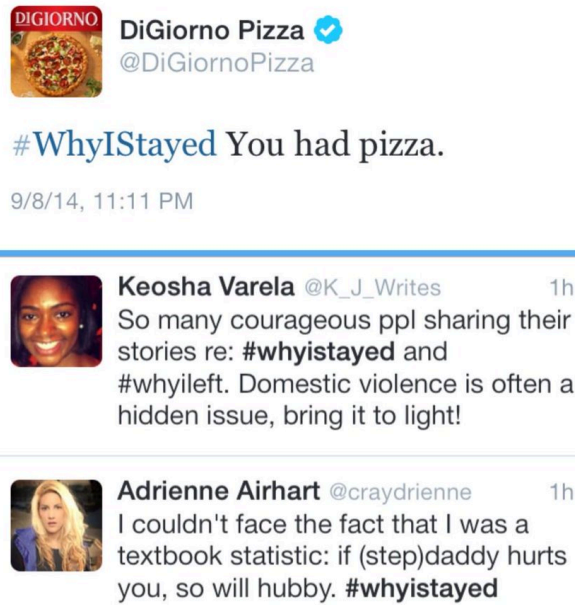 DIGIORNO
DiGiorno Pizza
@DiGiornoPizza
#WhyIStayed You had pizza.
9/8/14, 11:11 PM
Keosha Varela @K_J_Writes 1h
So many courageous ppl sharing their
stories re: #whyistayed and
#whyileft. Domestic violence is often a
hidden issue, bring it to light!
Adrienne Airhart @craydrienne 1h
I couldn't face the fact that I was a
textbook statistic: if (step)daddy hurts
you, so will hubby. #whyistayed